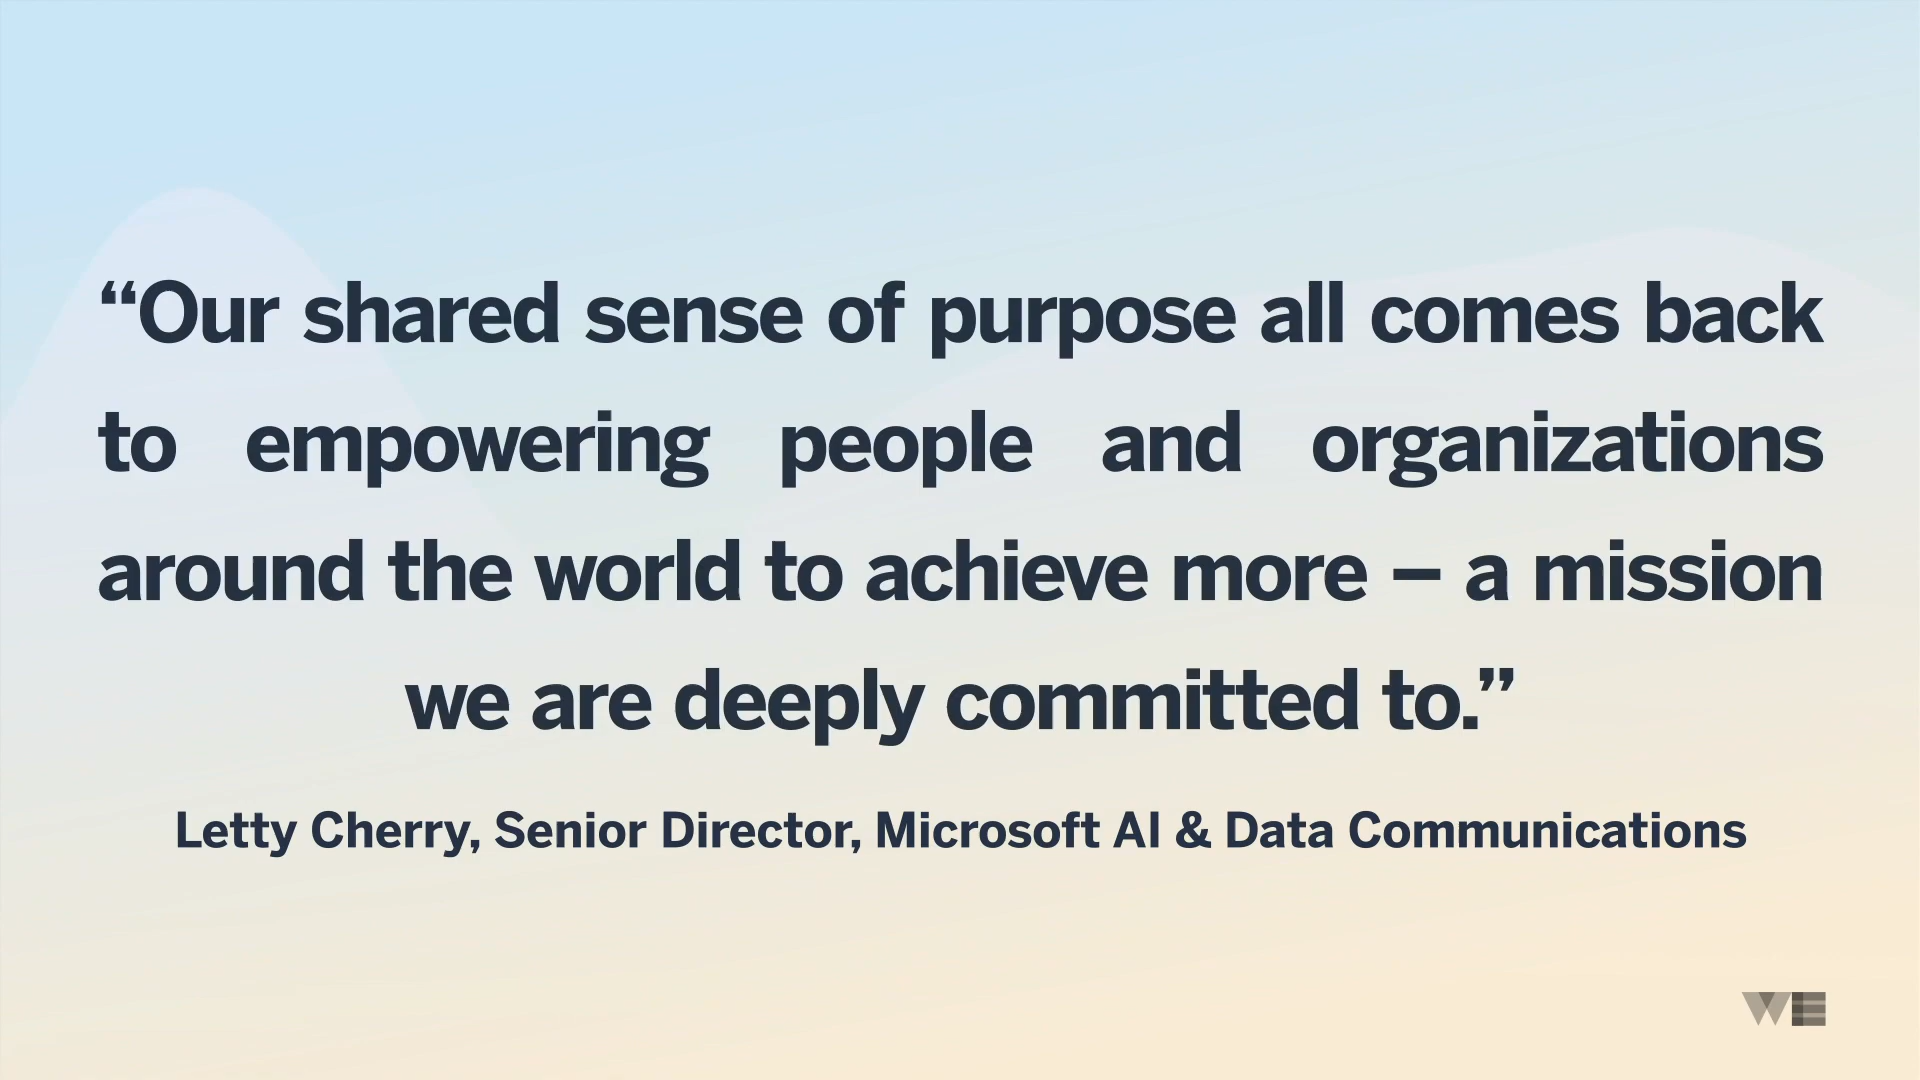 “Our shared sense of purpose all comes back
to empowering people and organizations
around the world to achieve more – a mission
we are deeply committed to.”
Letty Cherry, Senior Director, Microsoft AI & Data Communications
WE